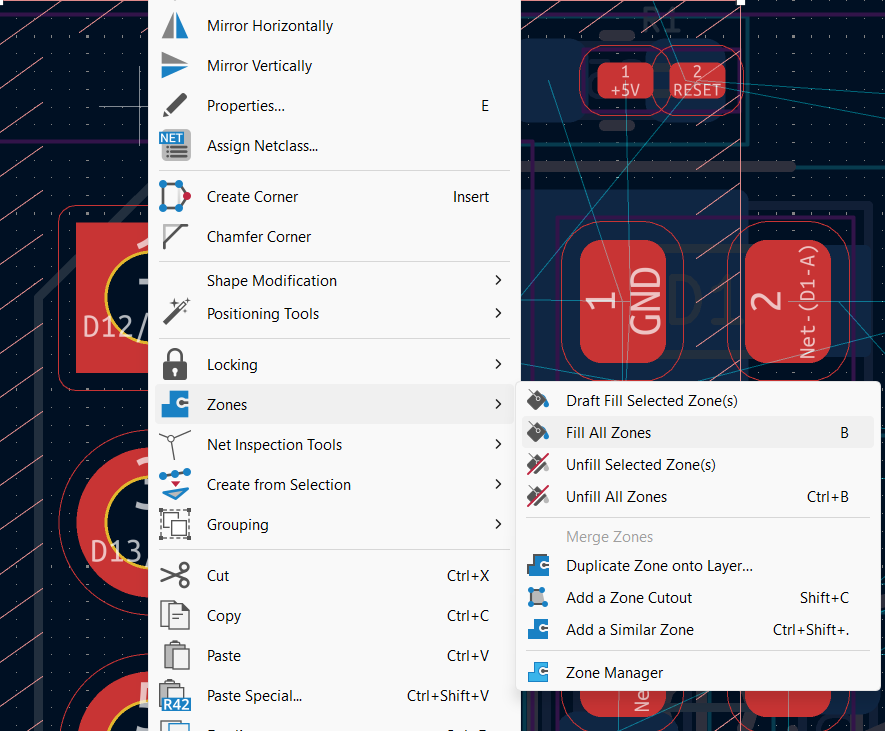 Mirror Horizontally
Mirror Vertically
Properties... E
NET
Assign Netclass...
Create Corner Insert
Chamfer Corner
Shape Modification
Positioning Tools
Locking
Zones
Net Inspection Tools
Create from Selection
Grouping
Cut Ctrl+X
Copy Ctrl+C
Paste Ctrl+V
R42
Paste Special... Ctrl+Shift+V
Draft Fill Selected Zone(s)
Fill All Zones B
Unfill Selected Zone(s)
Unfill All Zones Ctrl+B
Merge Zones
Duplicate Zone onto Layer...
Add a Zone Cutout Shift+C
Add a Similar Zone Ctrl+Shift+.
Zone Manager
R1
1
+5V
2
RESET
1
GND
D1
2
Net-(D1-A)
D12/
D13/
Ne